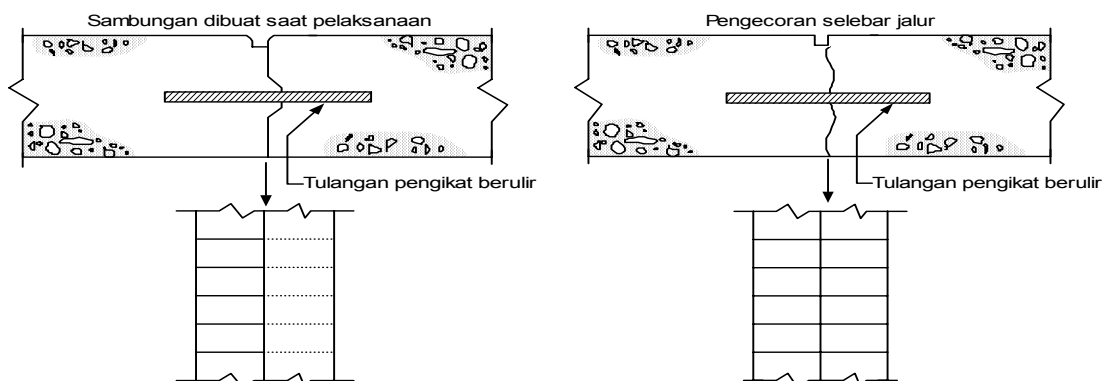 Sambungan dibuat saat pelaksanaan
Pengecoran selebar jalur
Tulangan pengikat berulir
Tulangan pengikat berulir